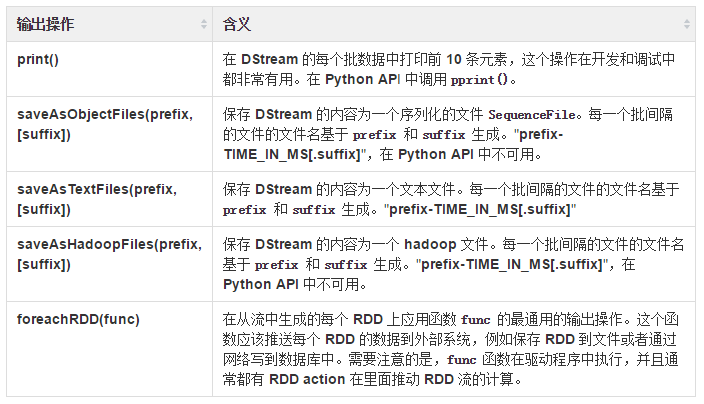 输出操作 含义
print() 在 DStream 的每个批数据中打印前 10 条元素，这个操作在开发和调试中
都非常有用。在 Python API 中调用 pprint()。
saveAsObjectFiles(prefix, 保存 DStream 的内容为一个序列化的文件 SequenceFile。每一个批间隔
[suffix]) 的文件的文件名基于 prefix 和 suffix 生成。"prefix-
TIME_IN_MS[.suffix]"，在 Python API 中不可用。
saveAsTextFiles(prefix, 保存 DStream 的内容为一个文本文件。每一个批间隔的文件的文件名基于
[suffix]) prefix 和 suffix 生成。"prefix-TIME_IN_MS[.suffix]"
saveAsHadoopFiles(prefix, 保存 DStream 的内容为一个 hadoop 文件。每一个批间隔的文件的文件名
[suffix]) 基于 prefix 和 suffix 生成。"prefix-TIME_IN_MS[.suffix]"，在
Python API 中不可用。
foreachRDD(func) 在从流中生成的每个 RDD 上应用函数 func 的最通用的输出操作。这个函
数应该推送每个 RDD 的数据到外部系统，例如保存 RDD 到文件或者通过
网络写到数据库中。需要注意的是，func 函数在驱动程序中执行，并且通
常都有 RDD action 在里面推动 RDD 流的计算。